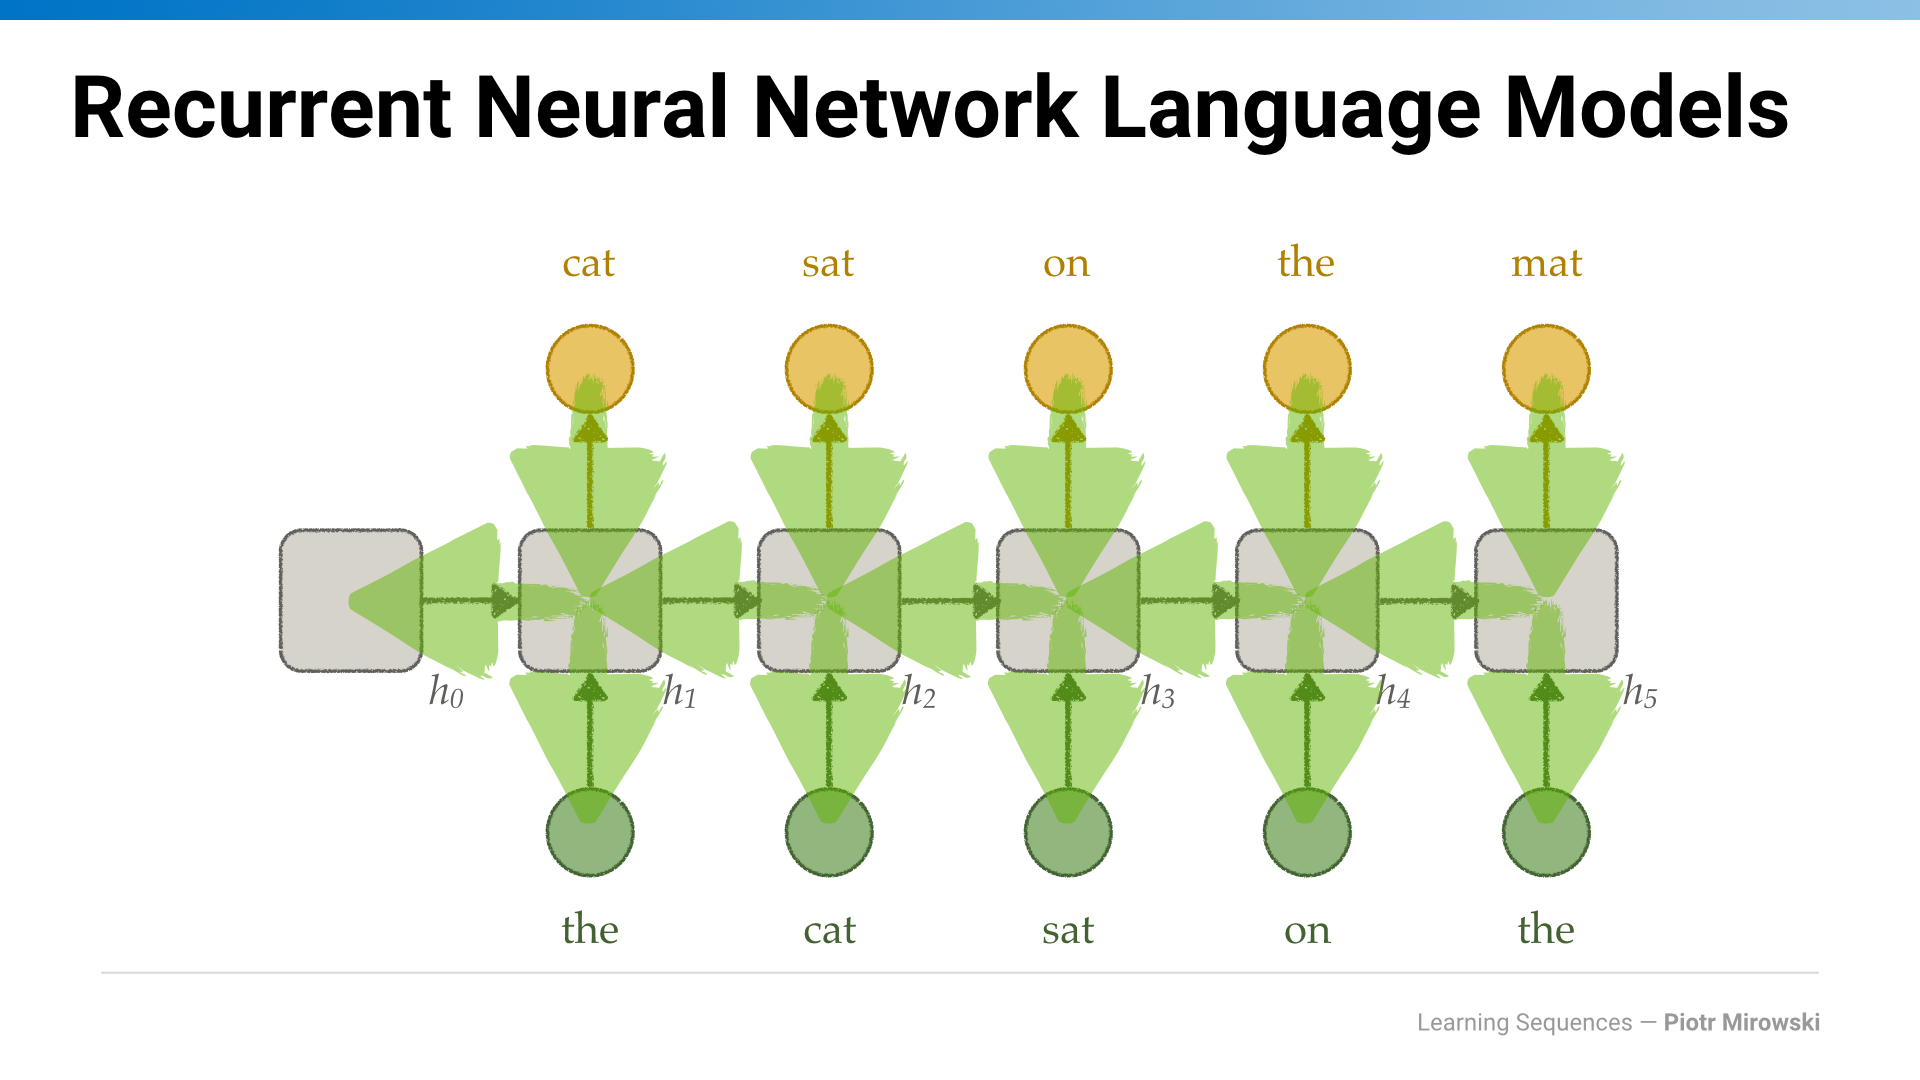 Recurrent Neural Network Language Models
cat sat on the mat
h0 h1 h2 h3 h4 h5
the cat sat on the
Learning Sequences — Piotr Mirowski